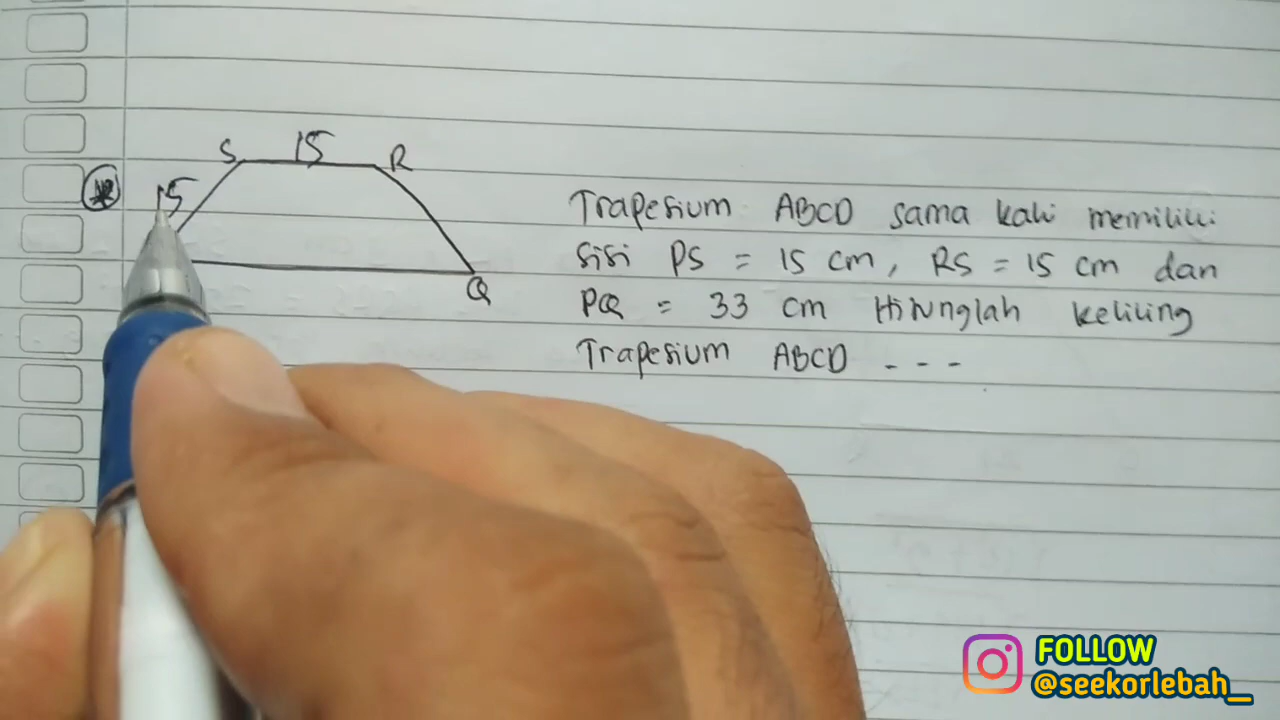 S 15 R
15
Q
Trapesium ABCD sama kaki memiliki
sisi PS = 15 cm, RS = 15 cm dan
PQ = 33 cm Hitunglah keliling
Trapesium ABCD ---
FOLLOW
@seekorlebah_